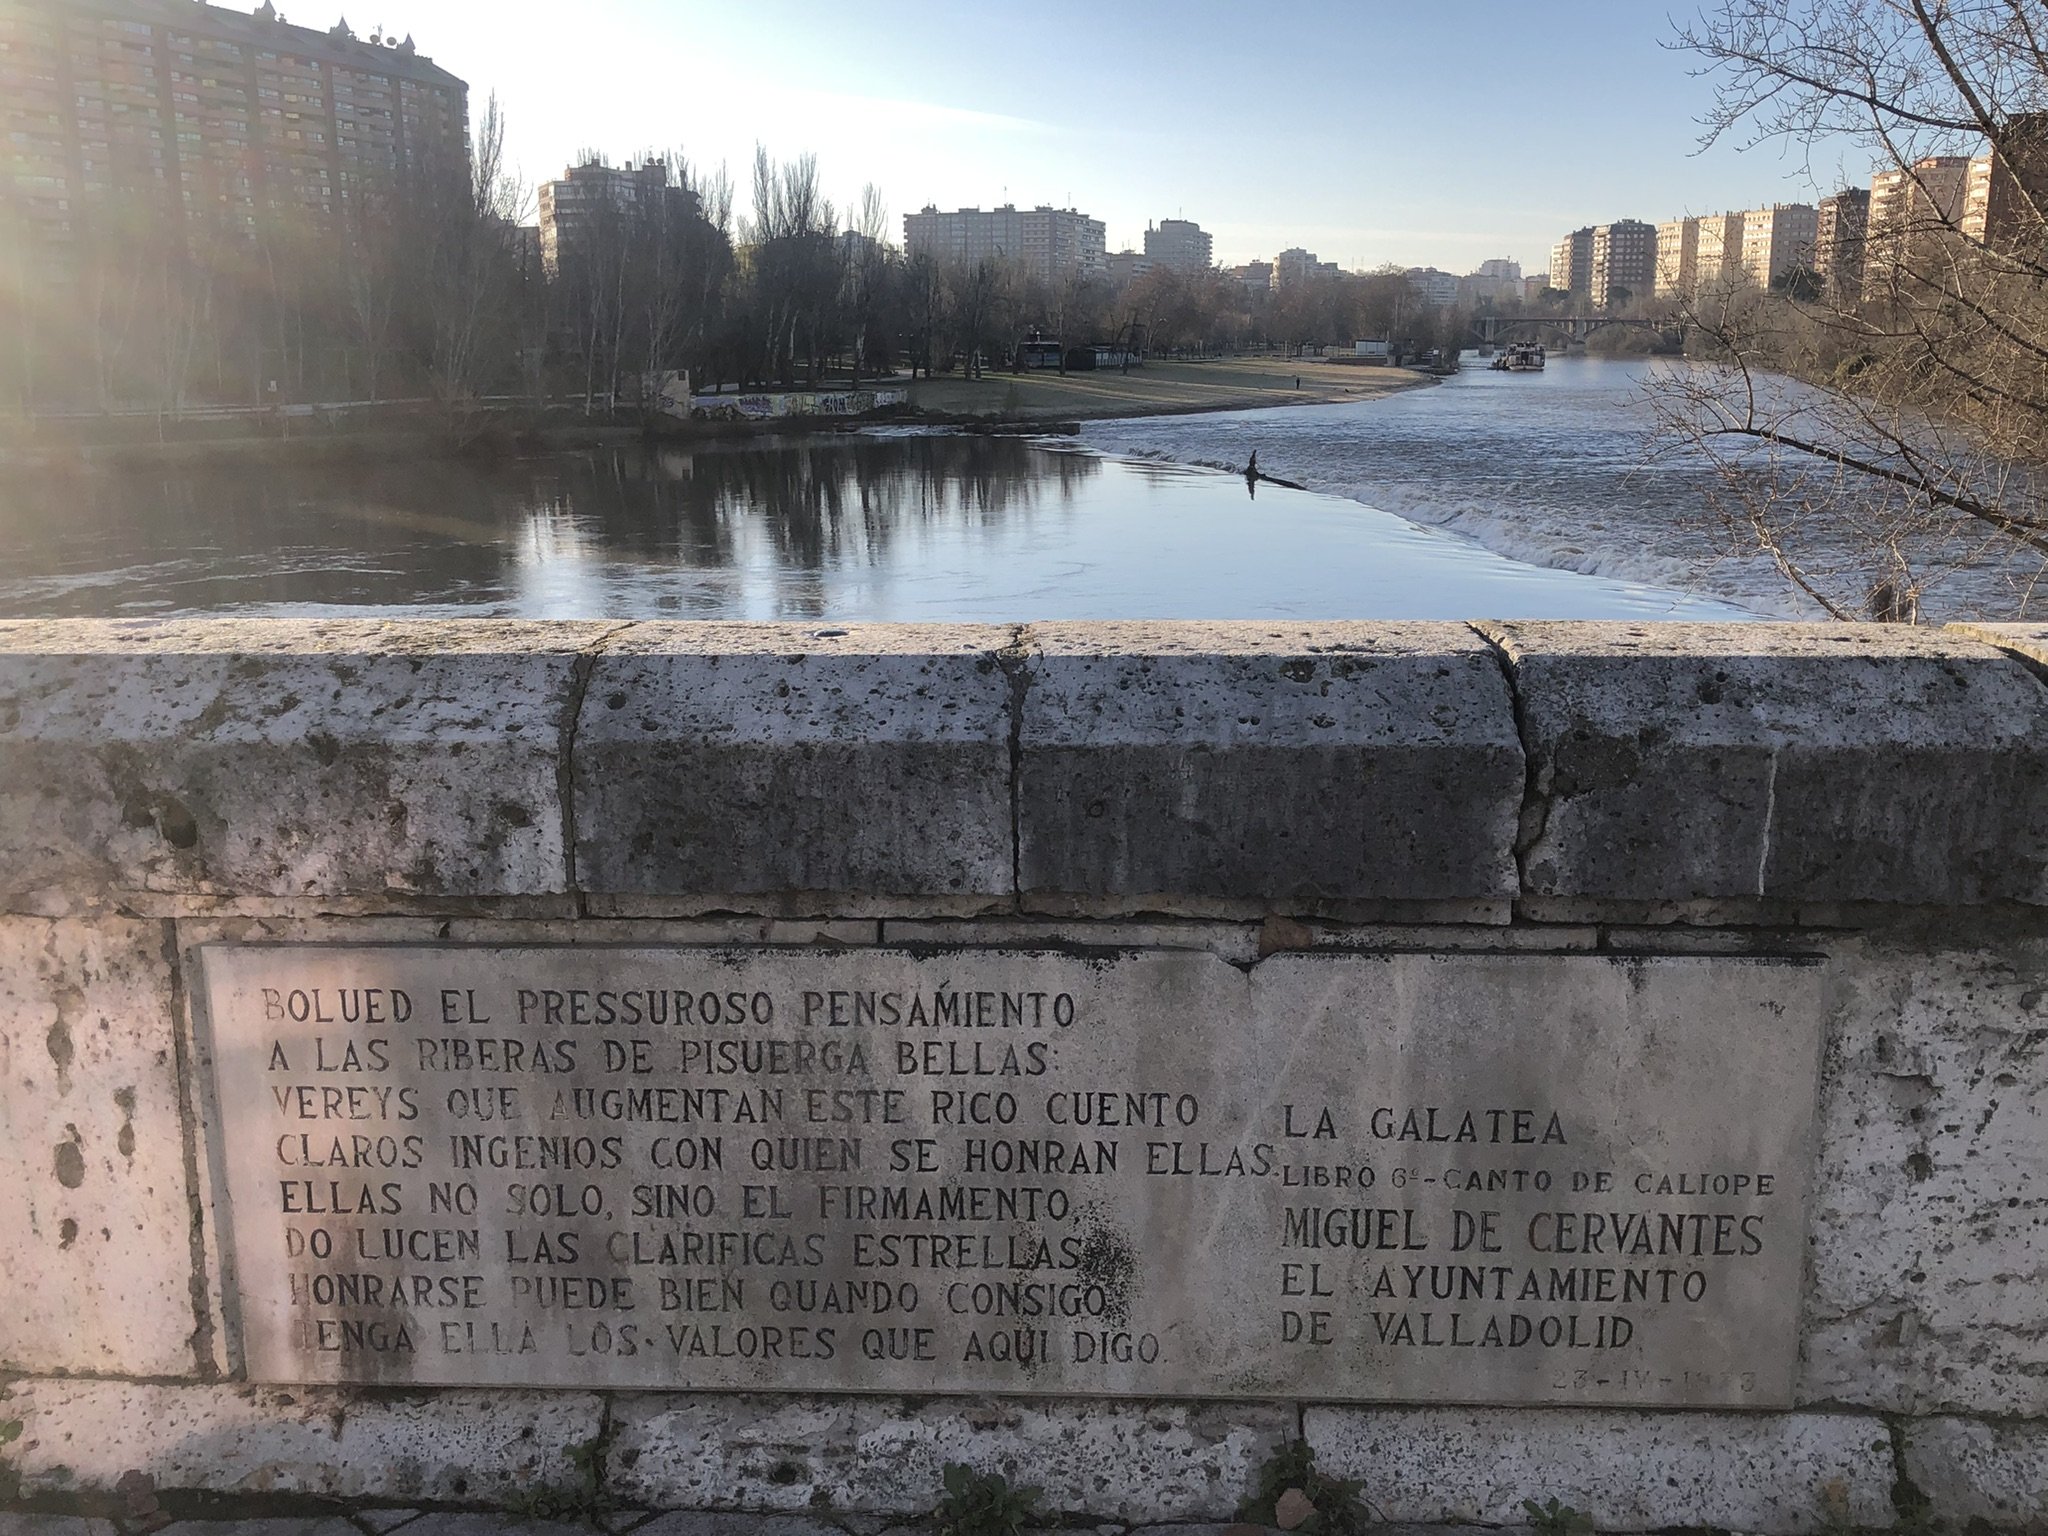 BOLUED EL PRESSUROSO PENSAMIENTO
A LAS RIBERAS DE PISUERGA BELLAS:
VEREYS QUE AUGMENTAN ESTE RICO CUENTO
CLAROS INGENIOS CON QUIEN SE HONRAN ELLAS.
ELLAS NO SOLO, SINO EL FIRMAMENTO,
DO LUCEN LAS CLARIFICAS ESTRELLAS
HONRARSE PUEDE BIEN QUANDO CONSIGO
TENGA ELLA LOS VALORES QUE AQUI DIGO.
LA GALATEA
LIBRO 6º-CANTO DE CALIOPE
MIGUEL DE CERVANTES
EL AYUNTAMIENTO
DE VALLADOLID